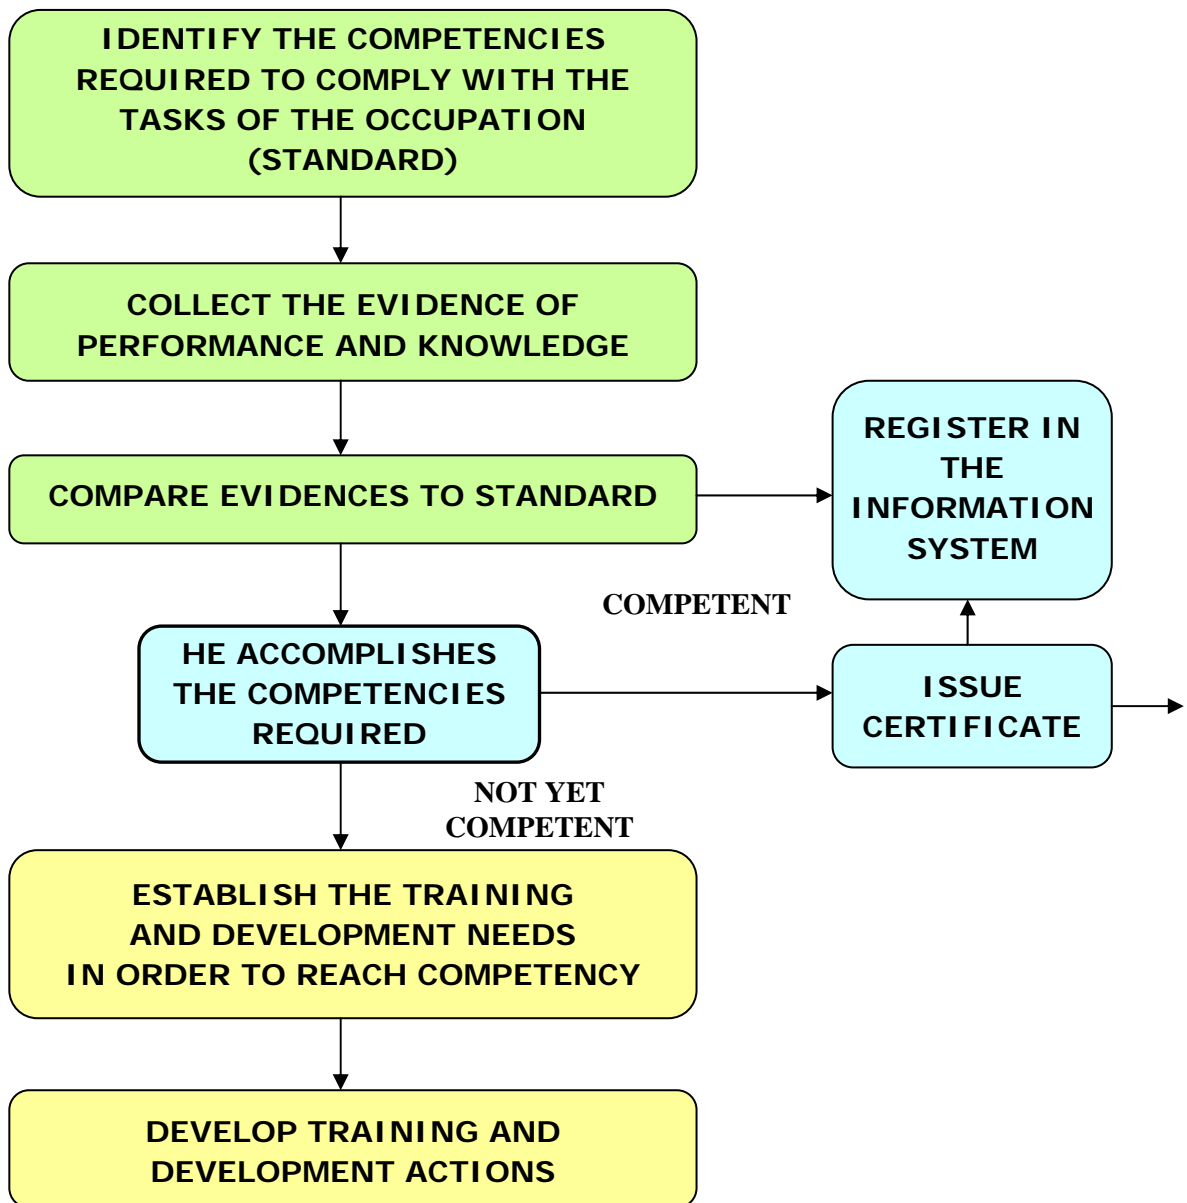 IDENTIFY THE COMPETENCIES
REQUIRED TO COMPLY WITH THE
TASKS OF THE OCCUPATION
(STANDARD)
COLLECT THE EVIDENCE OF
PERFORMANCE AND KNOWLEDGE
COMPARE EVIDENCES TO STANDARD
REGISTER IN
THE
INFORMATION
SYSTEM
COMPETENT
HE ACCOMPLISHES
THE COMPETENCIES
REQUIRED
ISSUE
CERTIFICATE
NOT YET
COMPETENT
ESTABLISH THE TRAINING
AND DEVELOPMENT NEEDS
IN ORDER TO REACH COMPETENCY
DEVELOP TRAINING AND
DEVELOPMENT ACTIONS